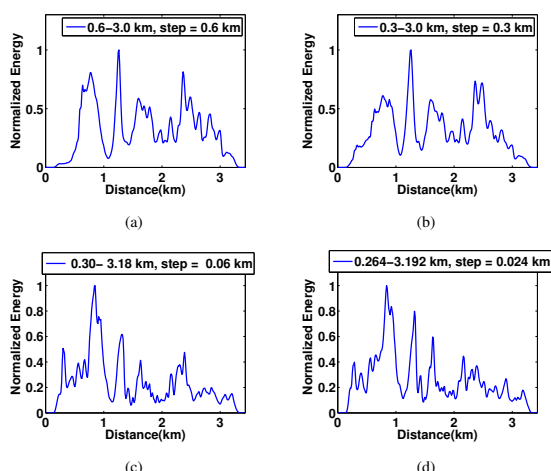 0.6−3.0 km, step = 0.6 km
1
0.5
0
Normalized Energy
0 1 2 3
Distance(km)
(a)
0.3−3.0 km, step = 0.3 km
1
0.5
0
Normalized Energy
0 1 2 3
Distance(km)
(b)
0.30− 3.18 km, step = 0.06 km
1
0.8
0.6
0.4
0.2
0
Normalized Energy
0 1 2 3
Distance(km)
(c)
0.264−3.192 km, step = 0.024 km
1
0.8
0.6
0.4
0.2
0
Normalized Energy
0 1 2 3
Distance(km)
(d)